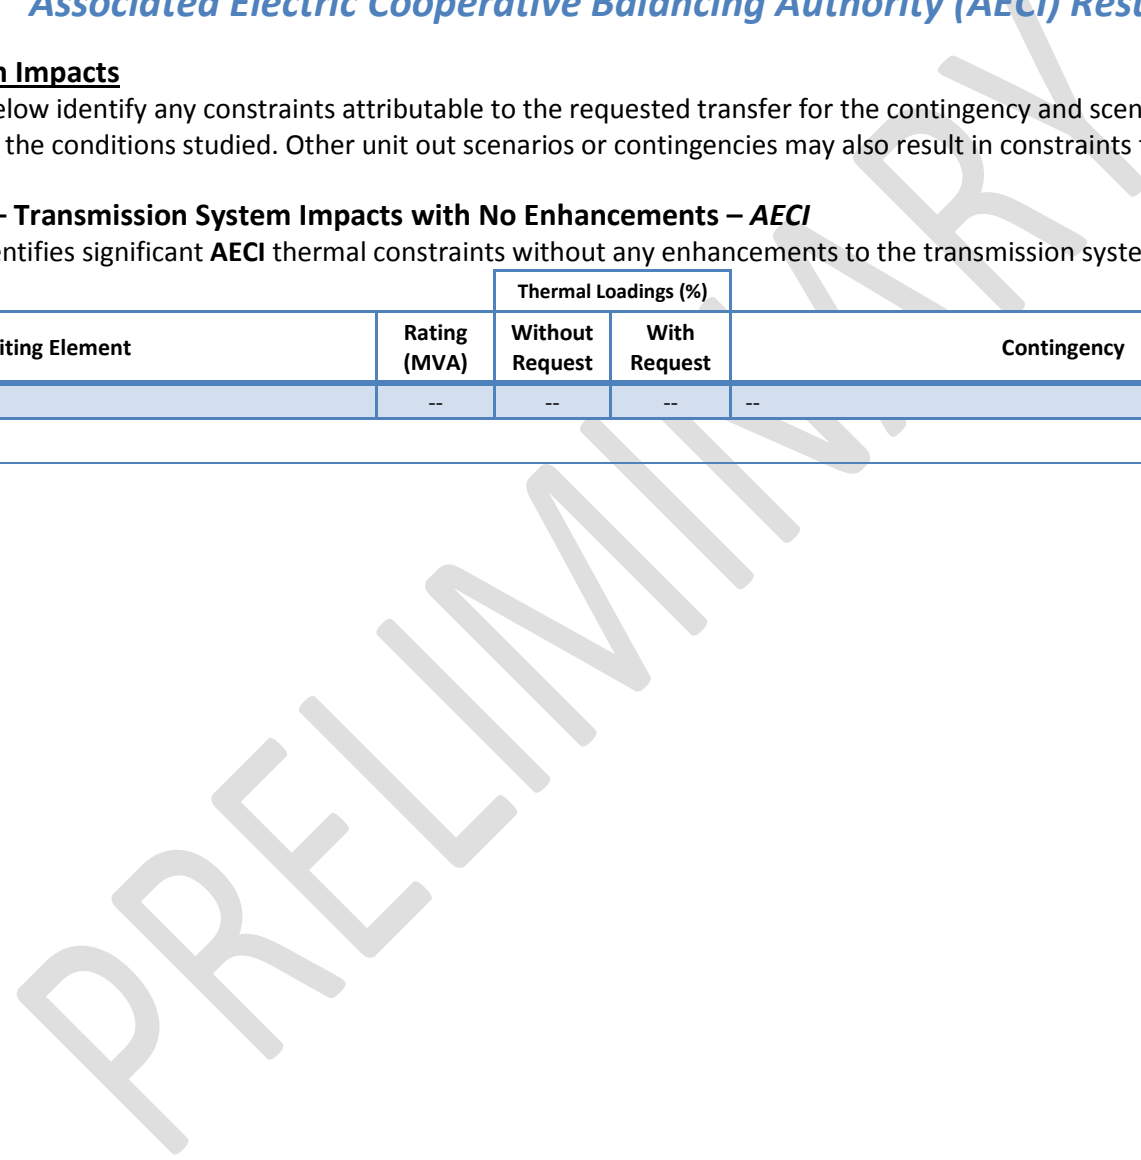 Associated Electric Cooperative Balancing Authority (AECI) Resu
n Impacts
elow identify any constraints attributable to the requested transfer for the contingency and scen
the conditions studied. Other unit out scenarios or contingencies may also result in constraints
– Transmission System Impacts with No Enhancements – AECI
entifies significant AECI thermal constraints without any enhancements to the transmission syste
Thermal Loadings (%)
iting Element Rating (MVA) Without Request With Request Contingency
-- -- -- --
PRELIMINARY